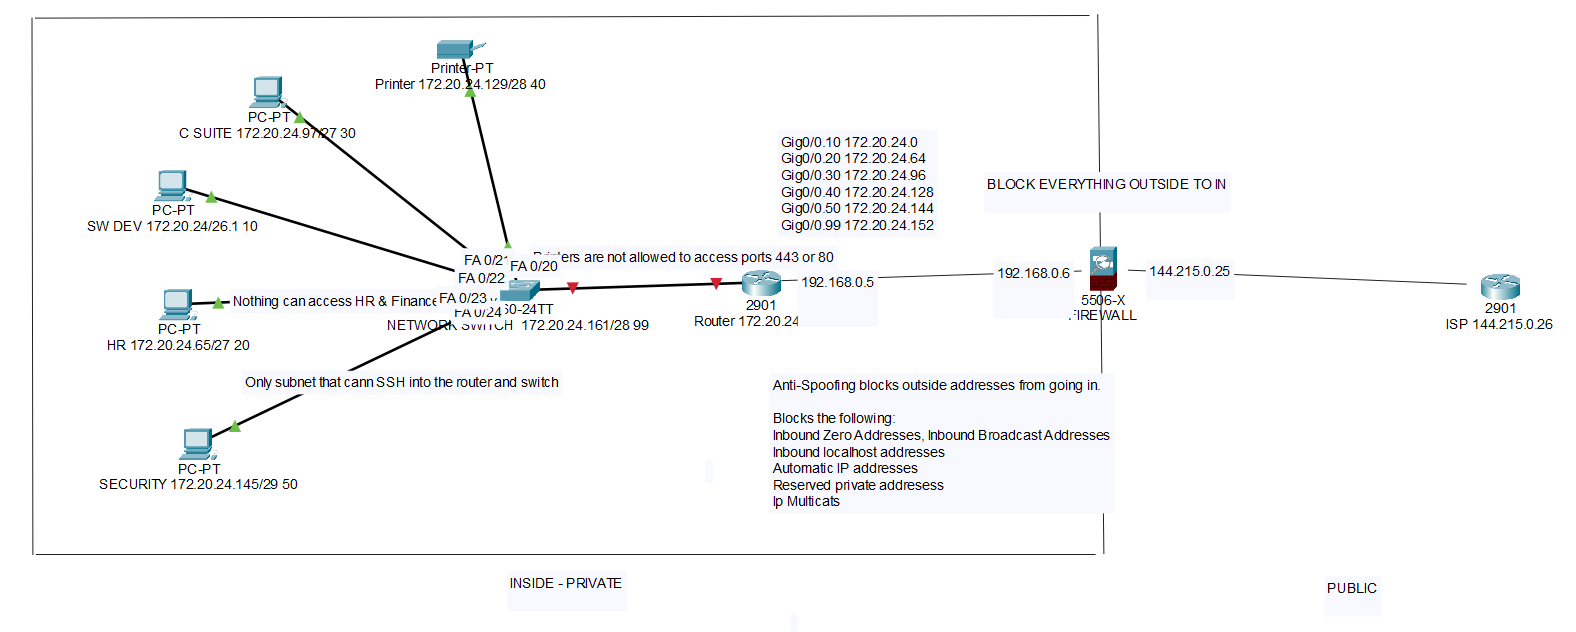 Printer-PT
Printer 172.20.24.129/28 40
PC-PT
C SUITE 172.20.24.97/27 30
Gig0/0.10 172.20.24.0
Gig0/0.20 172.20.24.64
Gig0/0.30 172.20.24.96
Gig0/0.40 172.20.24.128
Gig0/0.50 172.20.24.144
Gig0/0.99 172.20.24.152
BLOCK EVERYTHING OUTSIDE TO IN
PC-PT
SW DEV 172.20.24/26.1 10
FA 0/21
FA 0/20
Printers are not allowed to access ports 443 or 80
FA 0/22
192.168.0.5
192.168.0.6
144.215.0.25
Nothing can access HR & Finance
FA 0/23
FA 0/24
60-24TT
NETWORK SWITCH 172.20.24.161/28 99
2901
Router 172.20.24
5506-X
FIREWALL
2901
ISP 144.215.0.26
PC-PT
HR 172.20.24.65/27 20
Only subnet that cann SSH into the router and switch
Anti-Spoofing blocks outside addresses from going in.
Blocks the following:
Inbound Zero Addresses, Inbound Broadcast Addresses
Inbound localhost addresses
Automatic IP addresses
Reserved private addresess
Ip Multicats
PC-PT
SECURITY 172.20.24.145/29 50
INSIDE - PRIVATE
PUBLIC